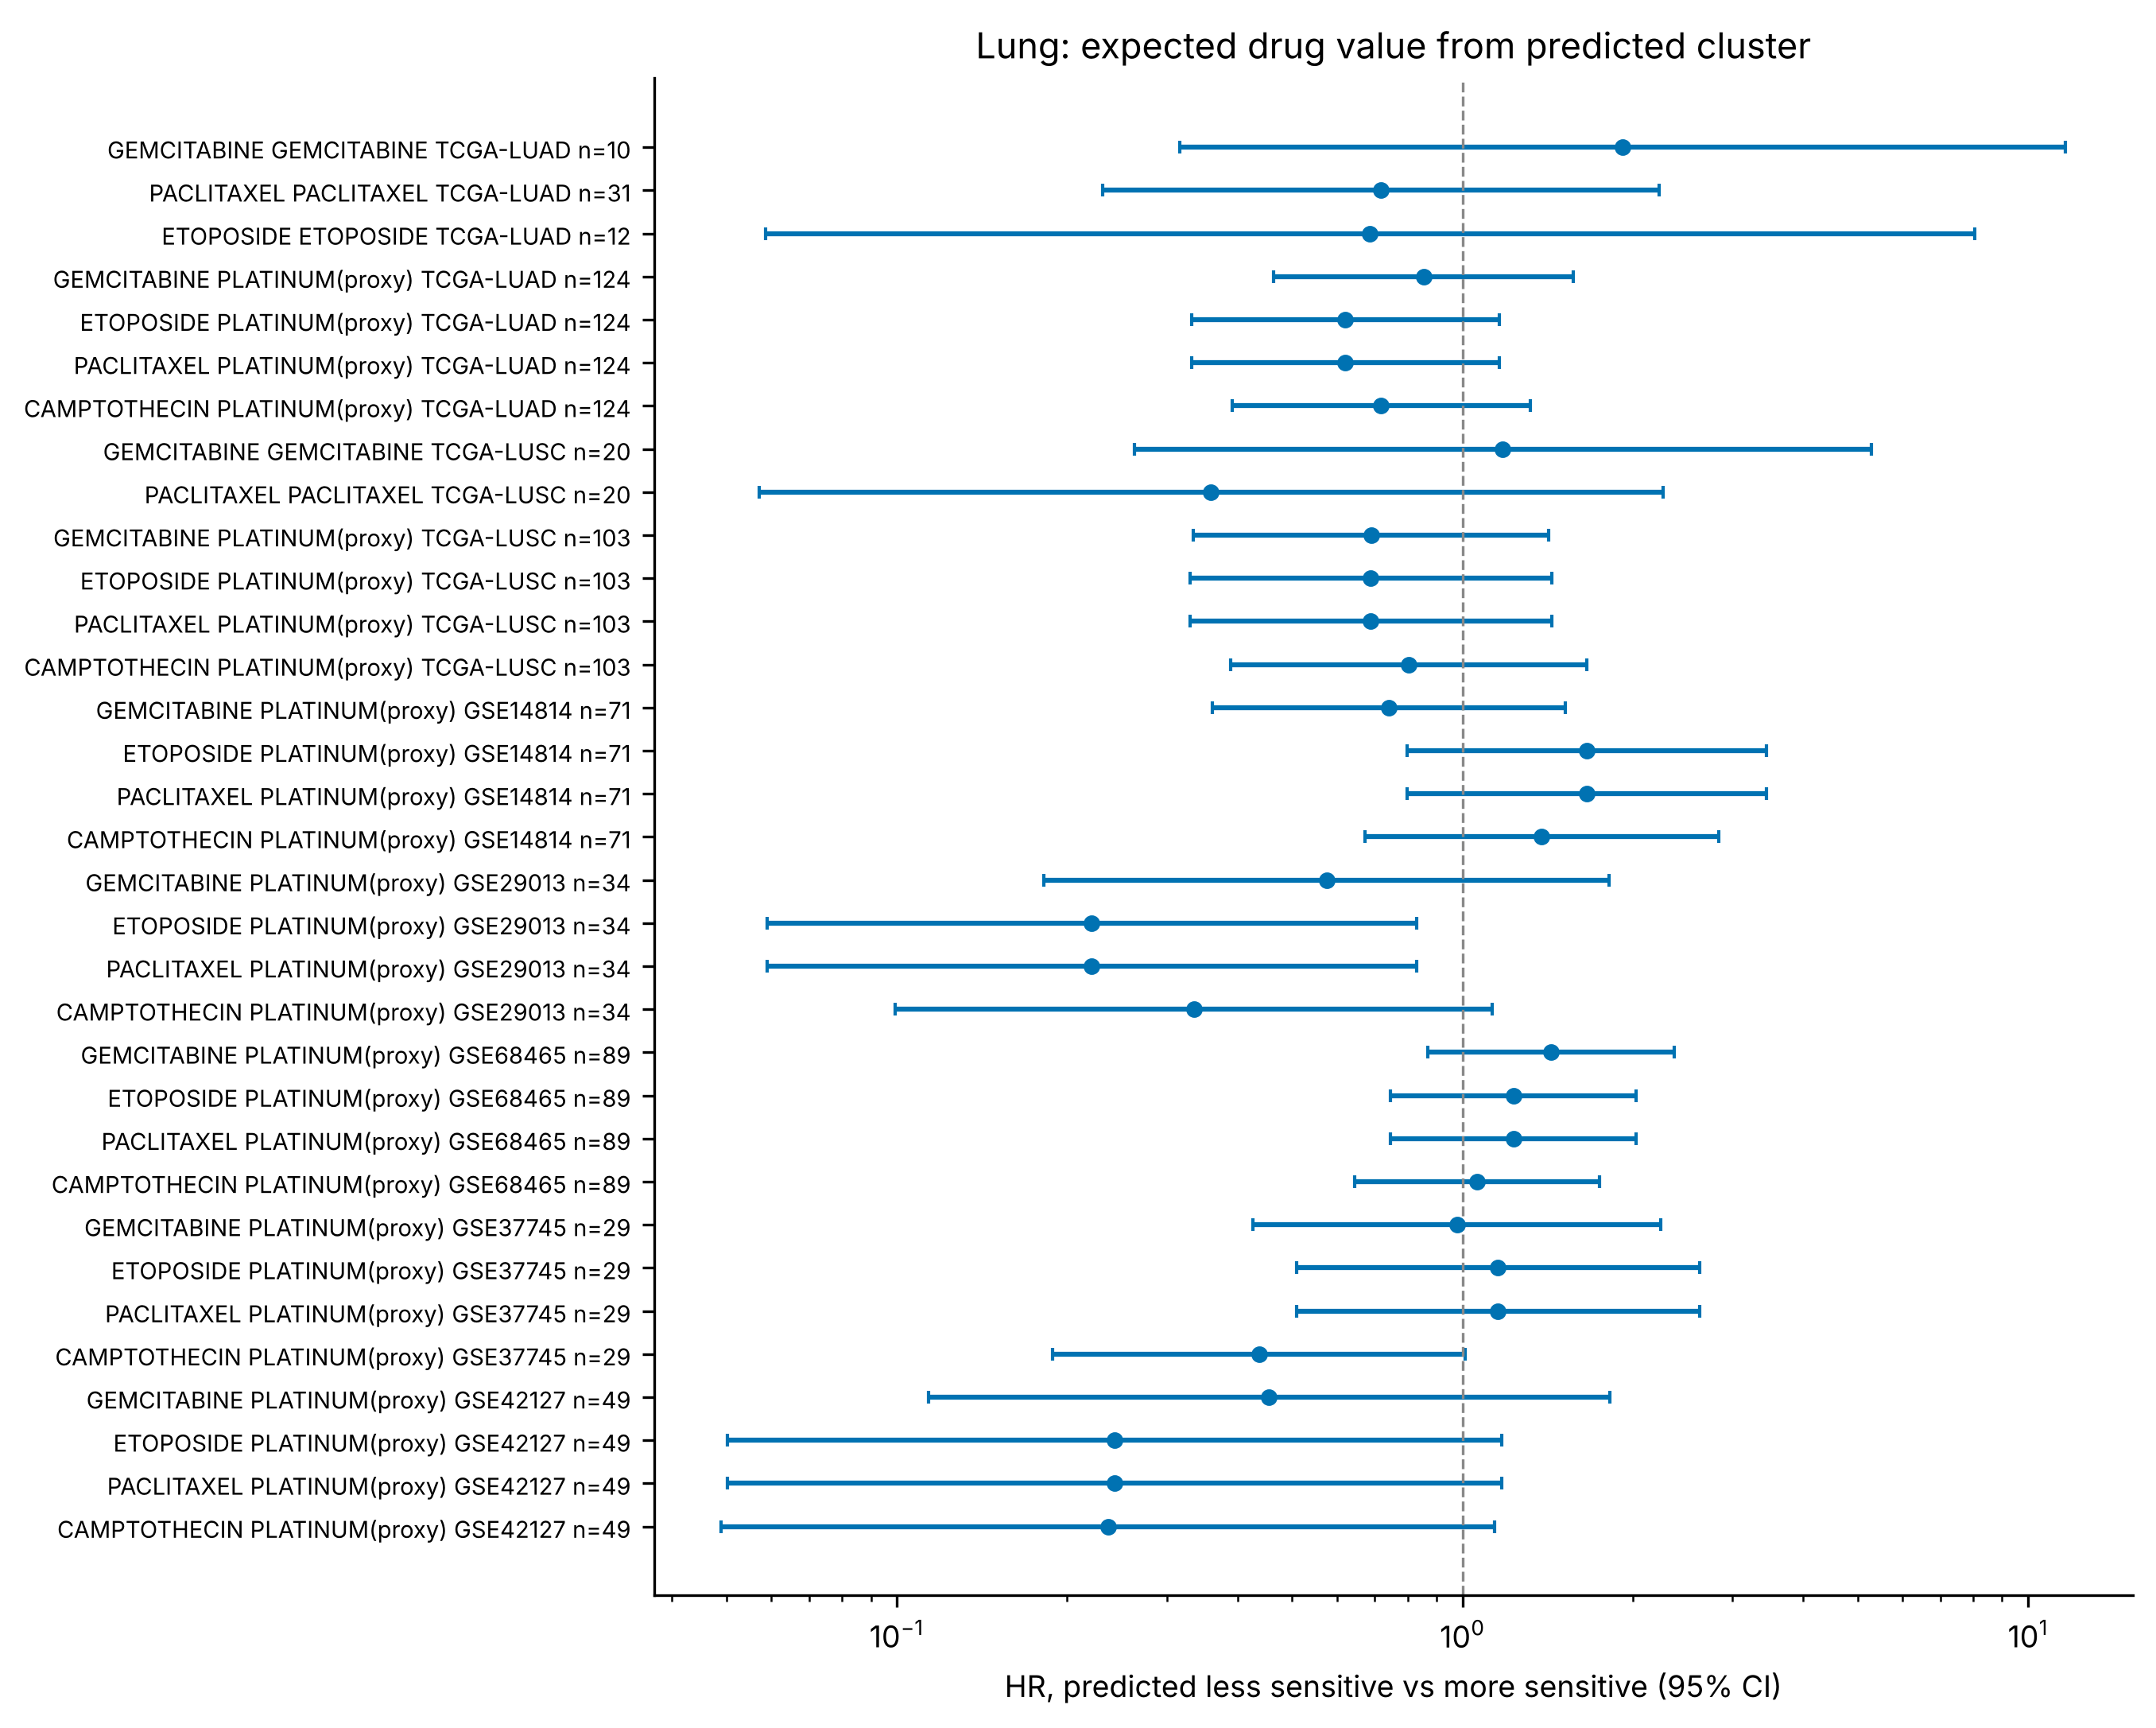 Lung: expected drug value from predicted cluster
GEMCITABINE GEMCITABINE TCGA-LUAD n=10
PACLITAXEL PACLITAXEL TCGA-LUAD n=31
ETOPOSIDE ETOPOSIDE TCGA-LUAD n=12
GEMCITABINE PLATINUM(proxy) TCGA-LUAD n=124
ETOPOSIDE PLATINUM(proxy) TCGA-LUAD n=124
PACLITAXEL PLATINUM(proxy) TCGA-LUAD n=124
CAMPTOTHECIN PLATINUM(proxy) TCGA-LUAD n=124
GEMCITABINE GEMCITABINE TCGA-LUSC n=20
PACLITAXEL PACLITAXEL TCGA-LUSC n=20
GEMCITABINE PLATINUM(proxy) TCGA-LUSC n=103
ETOPOSIDE PLATINUM(proxy) TCGA-LUSC n=103
PACLITAXEL PLATINUM(proxy) TCGA-LUSC n=103
CAMPTOTHECIN PLATINUM(proxy) TCGA-LUSC n=103
GEMCITABINE PLATINUM(proxy) GSE14814 n=71
ETOPOSIDE PLATINUM(proxy) GSE14814 n=71
PACLITAXEL PLATINUM(proxy) GSE14814 n=71
CAMPTOTHECIN PLATINUM(proxy) GSE14814 n=71
GEMCITABINE PLATINUM(proxy) GSE29013 n=34
ETOPOSIDE PLATINUM(proxy) GSE29013 n=34
PACLITAXEL PLATINUM(proxy) GSE29013 n=34
CAMPTOTHECIN PLATINUM(proxy) GSE29013 n=34
GEMCITABINE PLATINUM(proxy) GSE68465 n=89
ETOPOSIDE PLATINUM(proxy) GSE68465 n=89
PACLITAXEL PLATINUM(proxy) GSE68465 n=89
CAMPTOTHECIN PLATINUM(proxy) GSE68465 n=89
GEMCITABINE PLATINUM(proxy) GSE37745 n=29
ETOPOSIDE PLATINUM(proxy) GSE37745 n=29
PACLITAXEL PLATINUM(proxy) GSE37745 n=29
CAMPTOTHECIN PLATINUM(proxy) GSE37745 n=29
GEMCITABINE PLATINUM(proxy) GSE42127 n=49
ETOPOSIDE PLATINUM(proxy) GSE42127 n=49
PACLITAXEL PLATINUM(proxy) GSE42127 n=49
CAMPTOTHECIN PLATINUM(proxy) GSE42127 n=49
10⁻¹ 10⁰ 10¹
HR, predicted less sensitive vs more sensitive (95% CI)